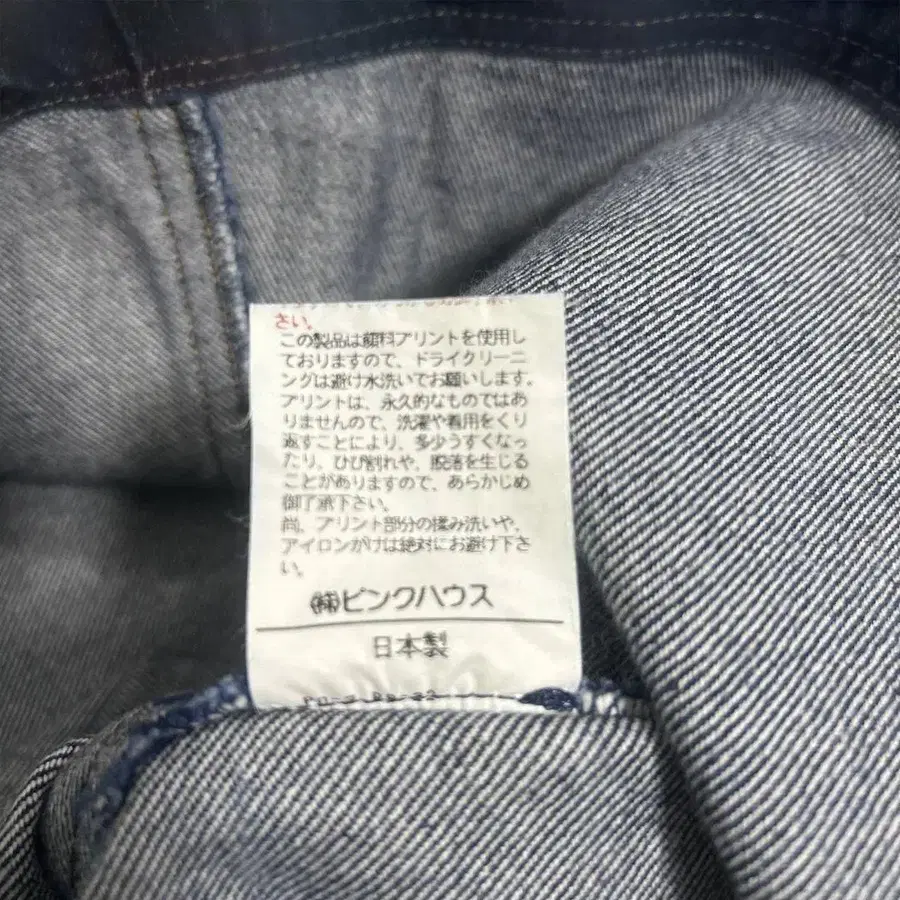 さい。
この製品は顔料プリントを使用し
ておりますので、ドライクリーニ
ングは避け水洗いでお願いします。
プリントは、永久的なものではあ
りませんので、洗濯や着用をくり
返すことにより、多少うすくなっ
たり、ひび割れや、脱落を生じる
ことがありますので、あらかじめ
御了承下さい。
尚、プリント部分の揉み洗いや、
アイロンがけは絶対にお避け下さ
い。
㈱ピンクハウス
日本製